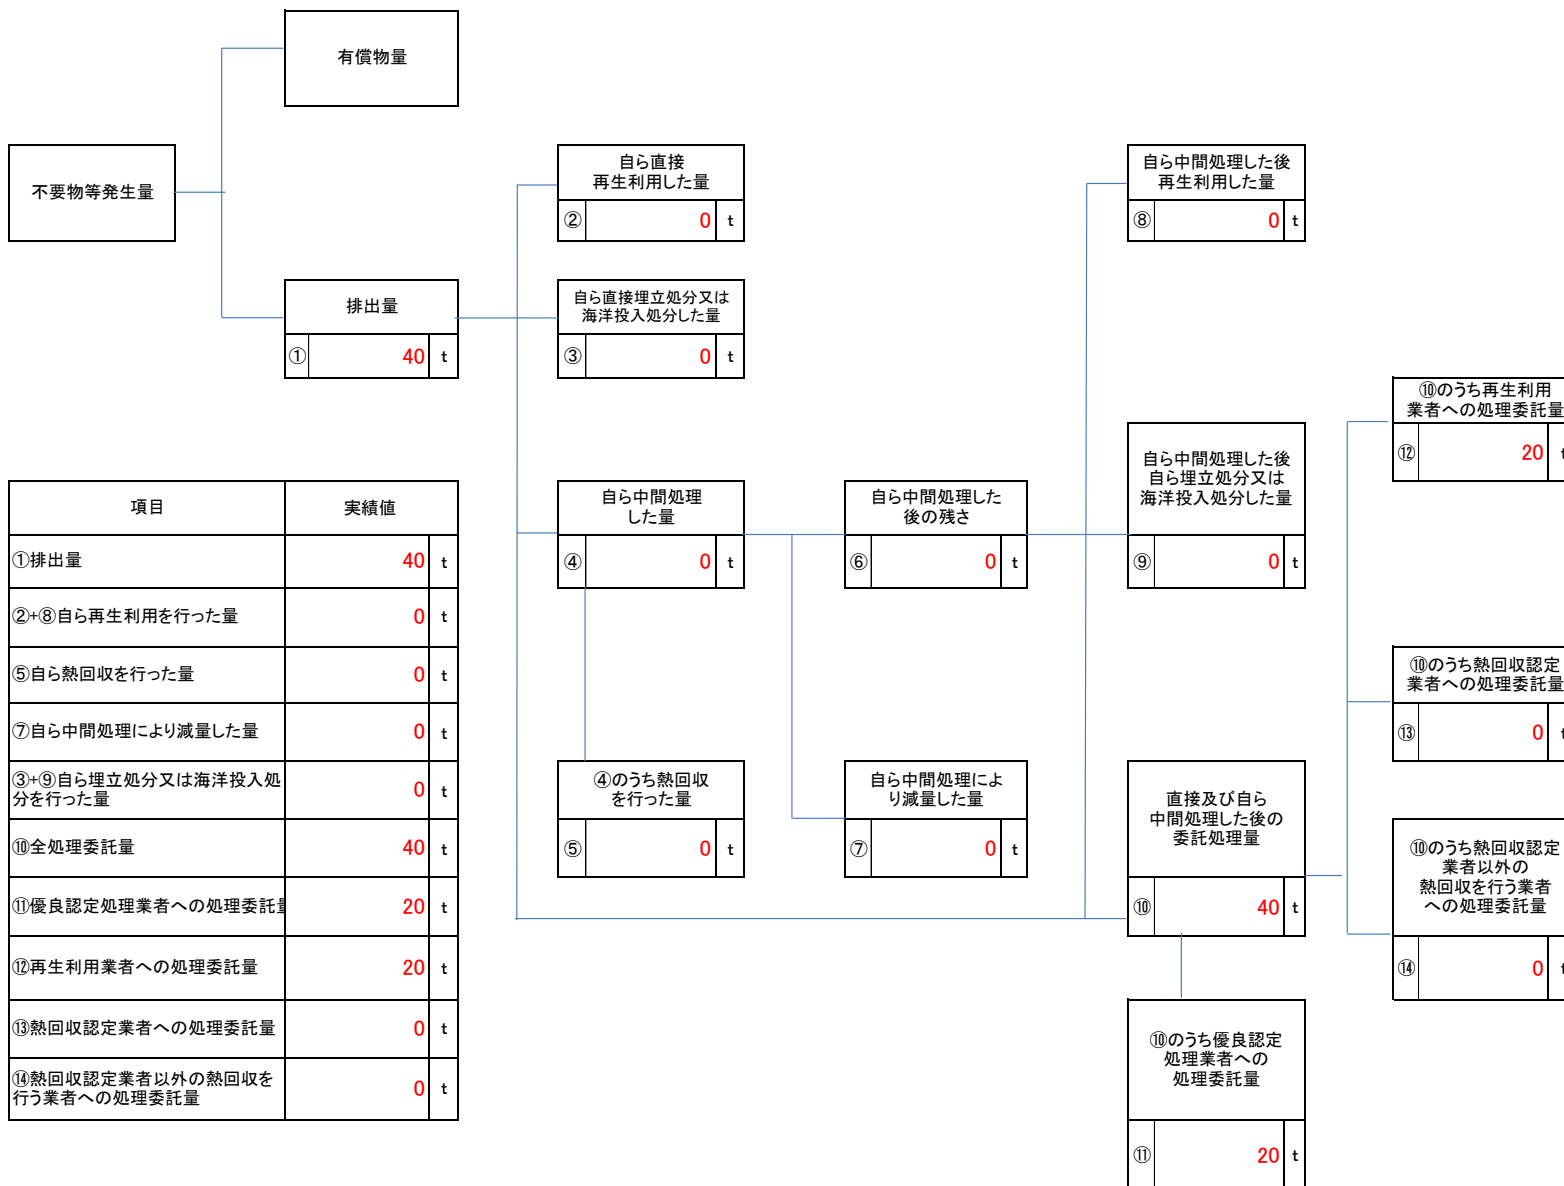 有償物量
不要物等発生量
自ら直接
再生利用した量
② 0 t
自ら中間処理した後
再生利用した量
⑧ 0 t
排出量
① 40 t
自ら直接埋立処分又は
海洋投入処分した量
③ 0 t
⑩のうち再生利用
業者への処理委託量
⑫ 20 t
自ら中間処理した後
自ら埋立処分又は
海洋投入処分した量
⑨ 0 t
自ら中間処理
した量
④ 0 t
自ら中間処理した
後の残さ
⑥ 0 t
⑩のうち熱回収認定
業者への処理委託量
⑬ 0 t
④のうち熱回収
を行った量
⑤ 0 t
自ら中間処理によ
り減量した量
⑦ 0 t
直接及び自ら
中間処理した後の
委託処理量
⑩ 40 t
⑩のうち熱回収認定
業者以外の
熱回収を行う業者
への処理委託量
⑭ 0 t
⑩のうち優良認定
処理業者への
処理委託量
⑪ 20 t
項目 実績値
①排出量 40 t
②+⑧自ら再生利用を行った量 0 t
⑤自ら熱回収を行った量 0 t
⑦自ら中間処理により減量した量 0 t
③+⑨自ら埋立処分又は海洋投入処
分を行った量 0 t
⑩全処理委託量 40 t
⑪優良認定処理業者への処理委託量 20 t
⑫再生利用業者への処理委託量 20 t
⑬熱回収認定業者への処理委託量 0 t
⑭熱回収認定業者以外の熱回収を
行う業者への処理委託量 0 t